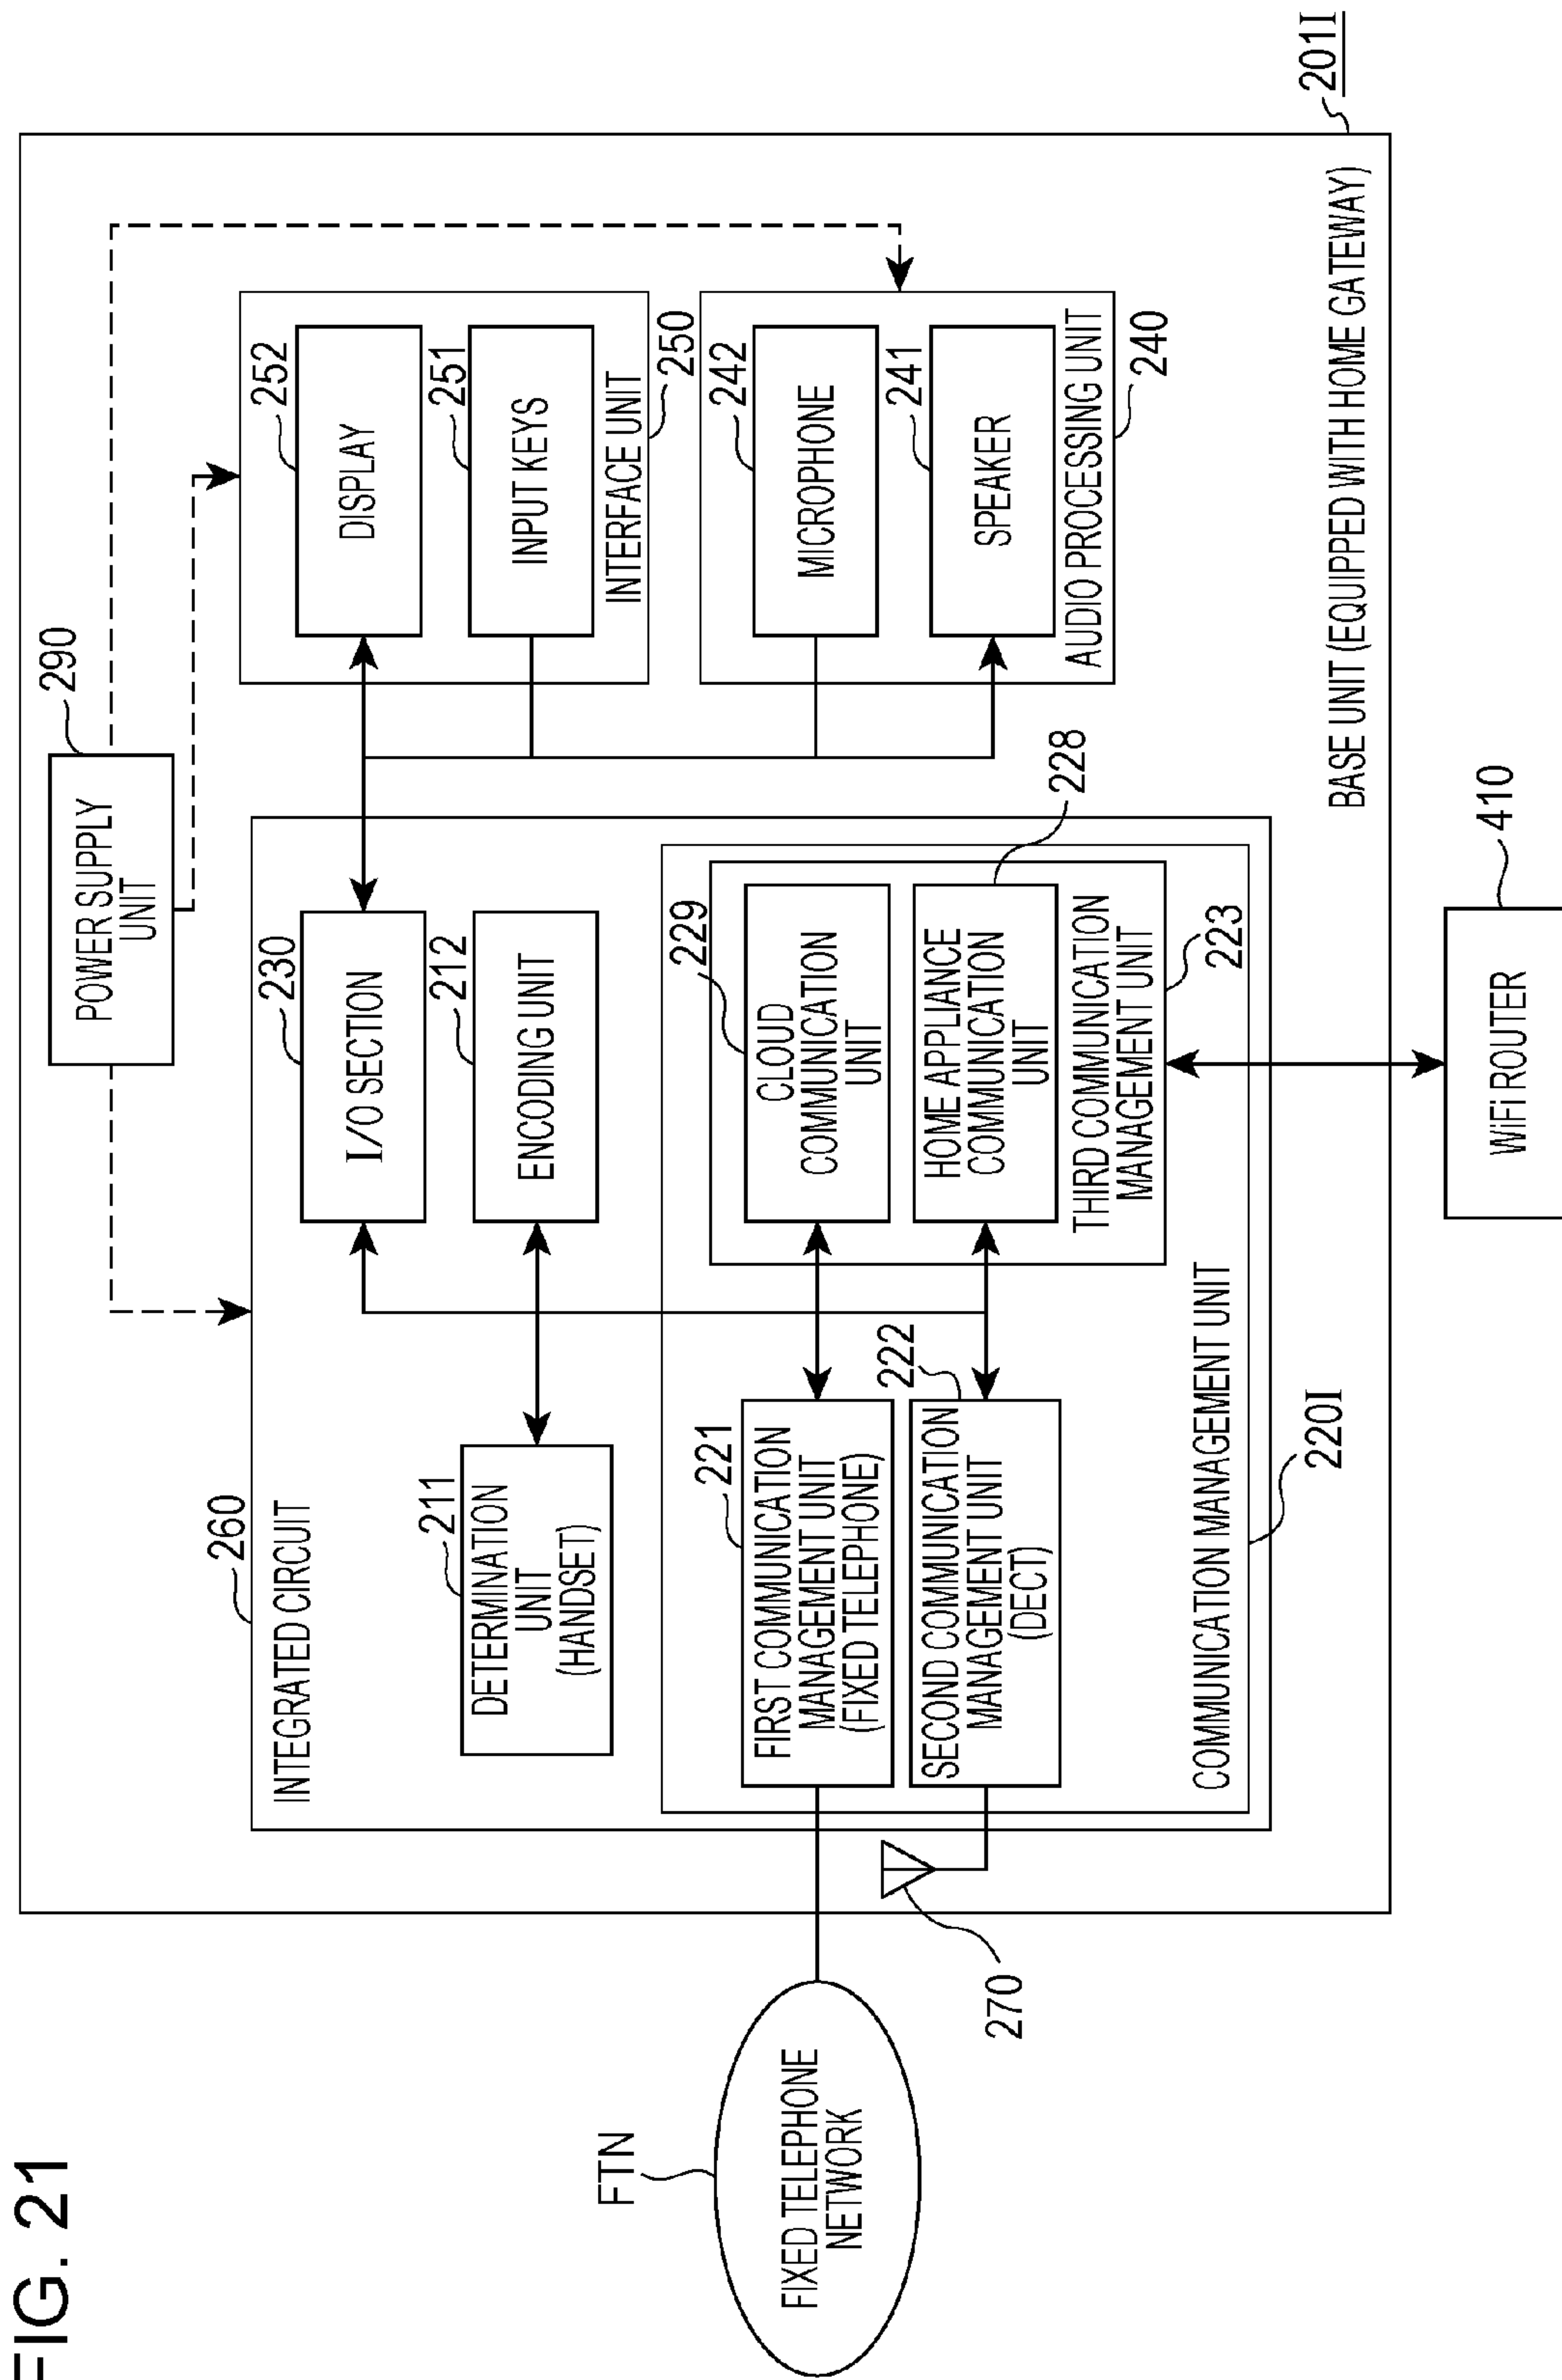 FIG. 21
201I
290
POWER SUPPLY
UNIT
260
INTEGRATED CIRCUIT
230
I/O SECTION
252
DISPLAY
211
DETERMINATION
UNIT
(HANDSET)
212
ENCODING UNIT
251
INPUT KEYS
INTERFACE UNIT
250
FTN
FIXED TELEPHONE
NETWORK
221
FIRST COMMUNICATION
MANAGEMENT UNIT
(FIXED TELEPHONE)
229
CLOUD
COMMUNICATION
UNIT
242
MICROPHONE
222
SECOND COMMUNICATION
MANAGEMENT UNIT
(DECT)
228
HOME APPLIANCE
COMMUNICATION
UNIT
241
SPEAKER
270
THIRD COMMUNICATION
MANAGEMENT UNIT
223
AUDIO PROCESSING UNIT
240
COMMUNICATION MANAGEMENT UNIT
220I
BASE UNIT (EQUIPPED WITH HOME GATEWAY)
410
WiFi ROUTER